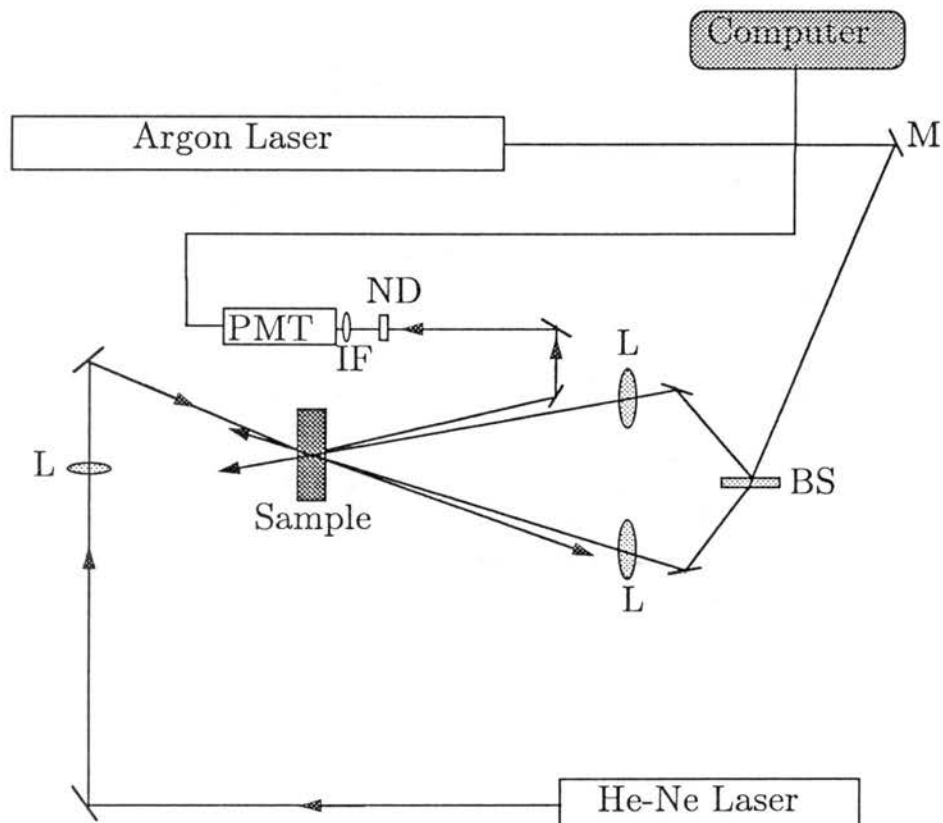 Computer
Argon Laser
M
ND
PMT
IF
L
L
BS
Sample
L
He-Ne Laser